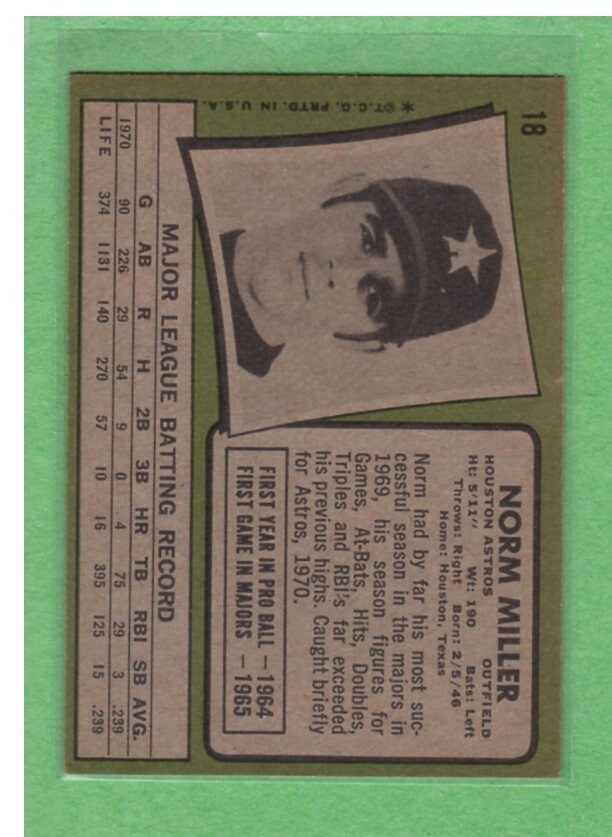 18
NORM MILLER
HOUSTON ASTROS OUTFIELD
Ht: 5'11" Wt: 190 Bats: Left
Throws: Right Born: 2/5/46
Home: Houston, Texas
Norm had by far his most suc-
cessful season in the majors in
1969, his season figures for
Games, At-Bats, Hits, Doubles,
Triples and RBI's far exceeded
his previous highs. Caught briefly
for Astros, 1970.
FIRST YEAR IN PRO BALL — 1964
FIRST GAME IN MAJORS — 1965
MAJOR LEAGUE BATTING RECORD
G AB R H 2B 3B HR TB RBI SB AVG.
1970 90 226 29 54 9 0 4 75 29 3 .239
LIFE 374 1131 140 270 57 10 16 395 125 15 .239
*©T.C.G. PRTD. IN U.S.A.